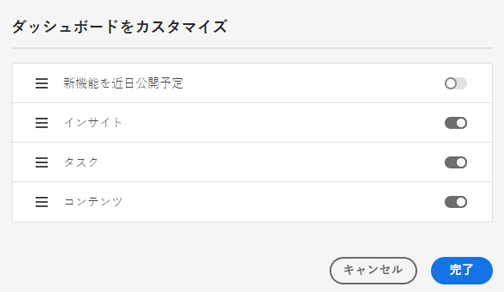 ダッシュボードをカスタマイズ
新機能を近日公開予定
インサイト
タスク
コンテンツ
キャンセル
完了